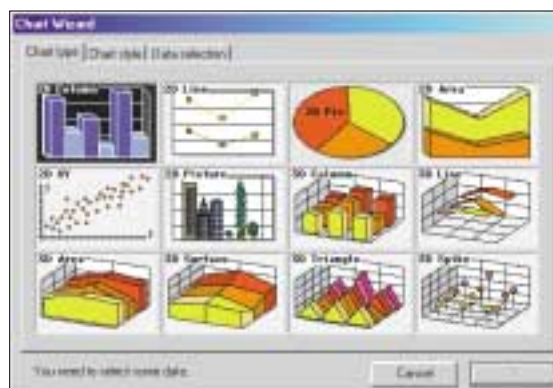 Chart Wizard
Chart type Chart style Data selection
2D Column 2D Line 2D Pie 2D Area
2D XY 2D Picture 3D Column 3D Line
3D Area 3D Surface 3D Triangle 3D Spike
You need to select some data.
Cancel